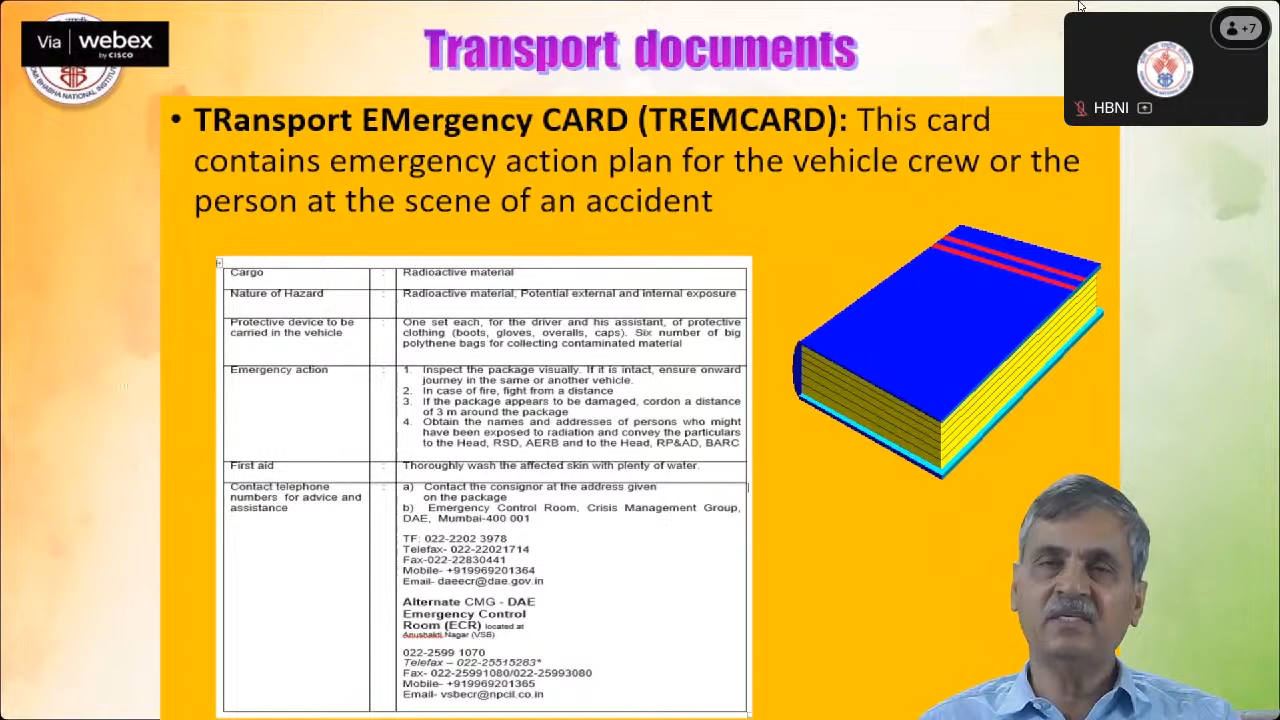 Via webex
by CISCO
Transport documents
+7
HBNI
• TRansport EMergency CARD (TREMCARD): This card
contains emergency action plan for the vehicle crew or the
person at the scene of an accident
Cargo : Radioactive material
Nature of Hazard : Radioactive material, Potential external and internal exposure
Protective device to be : One set each, for the driver and his assistant, of protective
carried in the vehicle clothing (boots, gloves, overalls, caps). Six number of big
polythene bags for collecting contaminated material
Emergency action : 1. Inspect the package visually. If it is intact, ensure onward
journey in the same or another vehicle.
2. In case of fire, fight from a distance
3. If the package appears to be damaged, cordon a distance
of 3 m around the package
4. Obtain the names and addresses of persons who might
have been exposed to radiation and convey the particulars
to the Head, RSD, AERB and to the Head, RP&AD, BARC
First aid : Thoroughly wash the affected skin with plenty of water.
Contact telephone : a) Contact the consignor at the address given
numbers for advice and on the package
assistance b) Emergency Control Room, Crisis Management Group,
DAE, Mumbai-400 001
TF: 022-2202 3978
Telefax- 022-22021714
Fax-022-22830441
Mobile- +919969201364
Email- daeecr@dae.gov.in
Alternate CMG - DAE
Emergency Control
Room (ECR) located at
Anushakti Nagar (VSB)
022-2599 1070
Telefax – 022-25515283*
Fax- 022-25991080/022-25993080
Mobile- +919969201365
Email- vsbecr@npcil.co.in